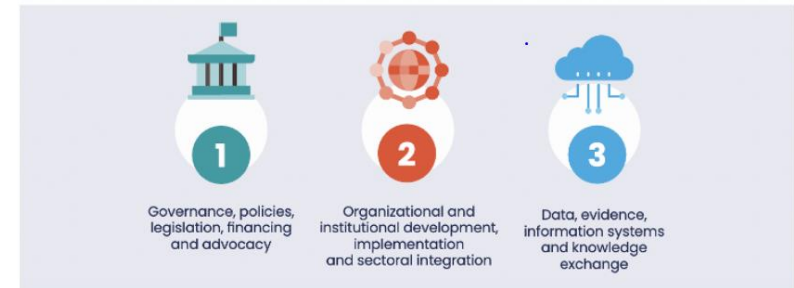 1
Governance, policies,
legislation, financing
and advocacy
2
Organizational and
institutional development,
implementation
and sectoral integration
3
Data, evidence,
information systems
and knowledge
exchange